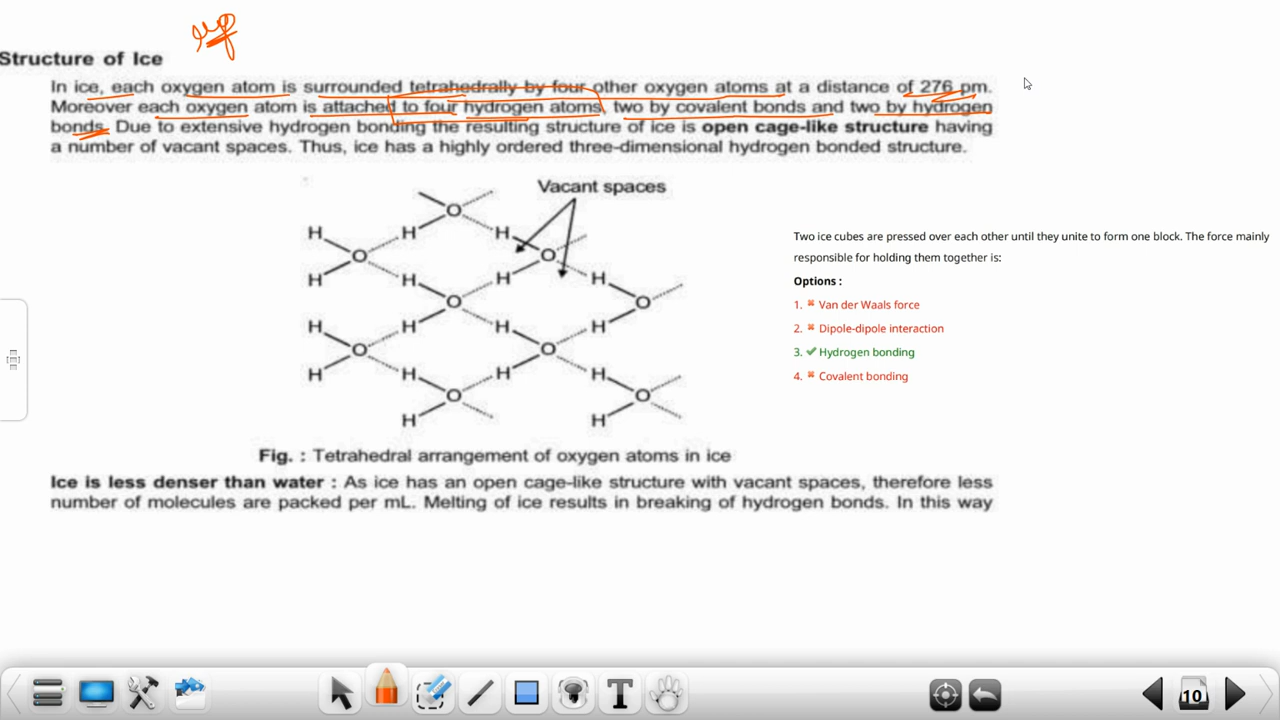 imp
Structure of Ice
In ice, each oxygen atom is surrounded tetrahedrally by four other oxygen atoms at a distance of 276 pm.
Moreover each oxygen atom is attached to four hydrogen atoms, two by covalent bonds and two by hydrogen
bonds. Due to extensive hydrogen bonding the resulting structure of ice is open cage-like structure having
a number of vacant spaces. Thus, ice has a highly ordered three-dimensional hydrogen bonded structure.
Vacant spaces
O
H H H
O O
H H H H
O O
H H H H
O O
H H H H
O O
H H
Fig. : Tetrahedral arrangement of oxygen atoms in ice
Ice is less denser than water : As ice has an open cage-like structure with vacant spaces, therefore less
number of molecules are packed per mL. Melting of ice results in breaking of hydrogen bonds. In this way
Two ice cubes are pressed over each other until they unite to form one block. The force mainly
responsible for holding them together is:
Options :
1. Van der Waals force
2. Dipole-dipole interaction
3. ✔ Hydrogen bonding
4. Covalent bonding
T
10